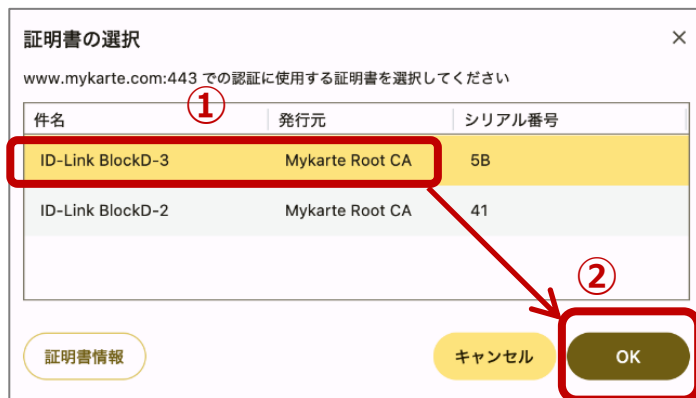 証明書の選択 ×
www.mykarte.com:443 での認証に使用する証明書を選択してください
①
件名 発行元 シリアル番号
ID-Link BlockD-3 Mykarte Root CA 5B
ID-Link BlockD-2 Mykarte Root CA 41
②
証明書情報 キャンセル OK